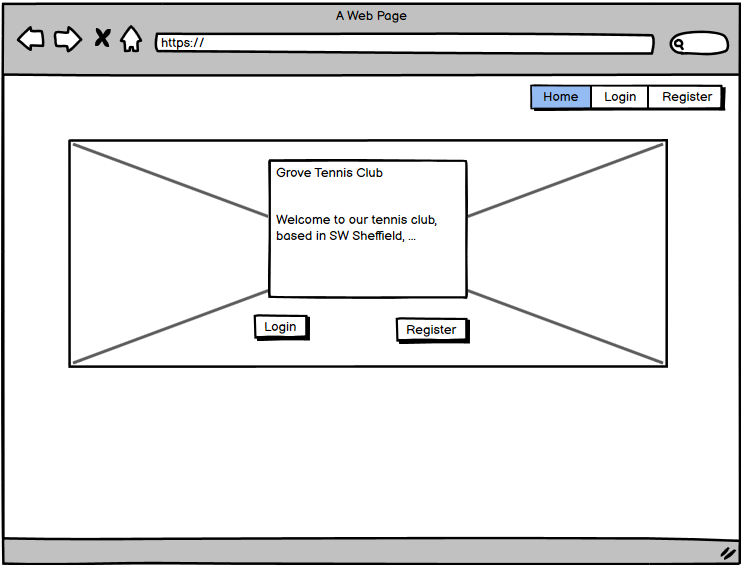 A Web Page
https://
Home Login Register
Grove Tennis Club
Welcome to our tennis club,
based in SW Sheffield, ...
Login
Register